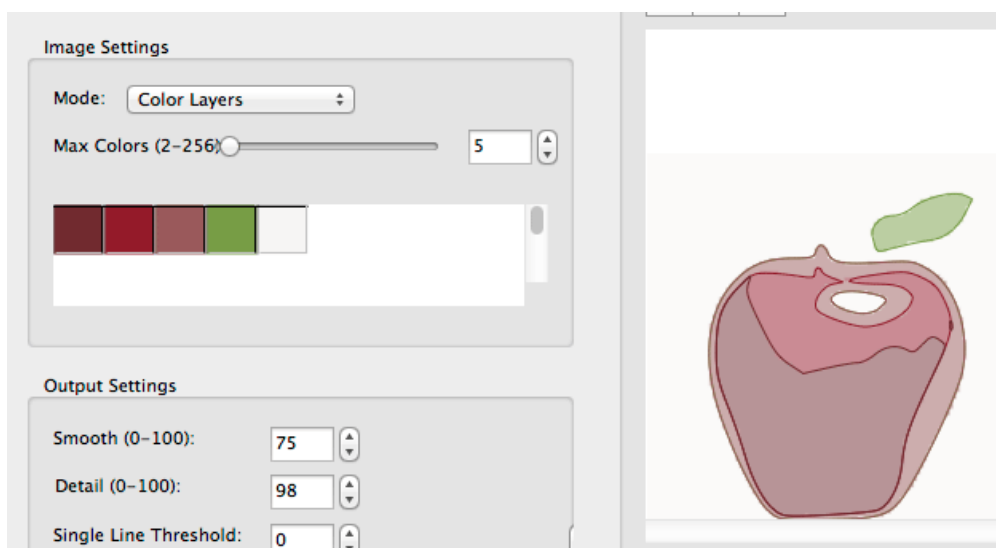 Image Settings
Mode: Color Layers
Max Colors (2-256) 5
Output Settings
Smooth (0-100): 75
Detail (0-100): 98
Single Line Threshold: 0